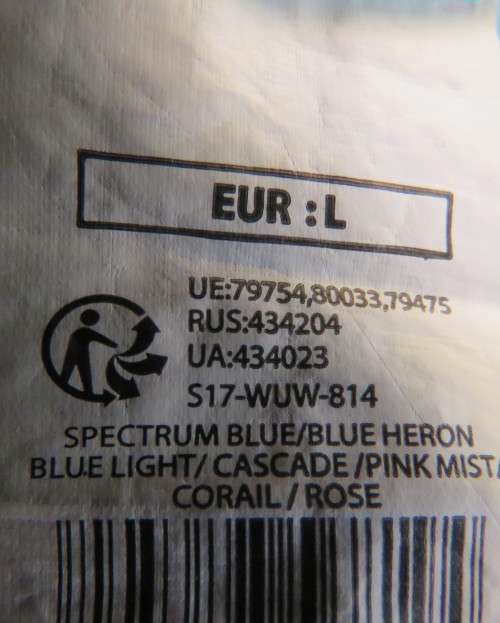 EUR : L
UE:79754,80033,79475
RUS:434204
UA:434023
S17-WUW-814
SPECTRUM BLUE/BLUE HERON
BLUE LIGHT/ CASCADE /PINK MIST/
CORAIL / ROSE